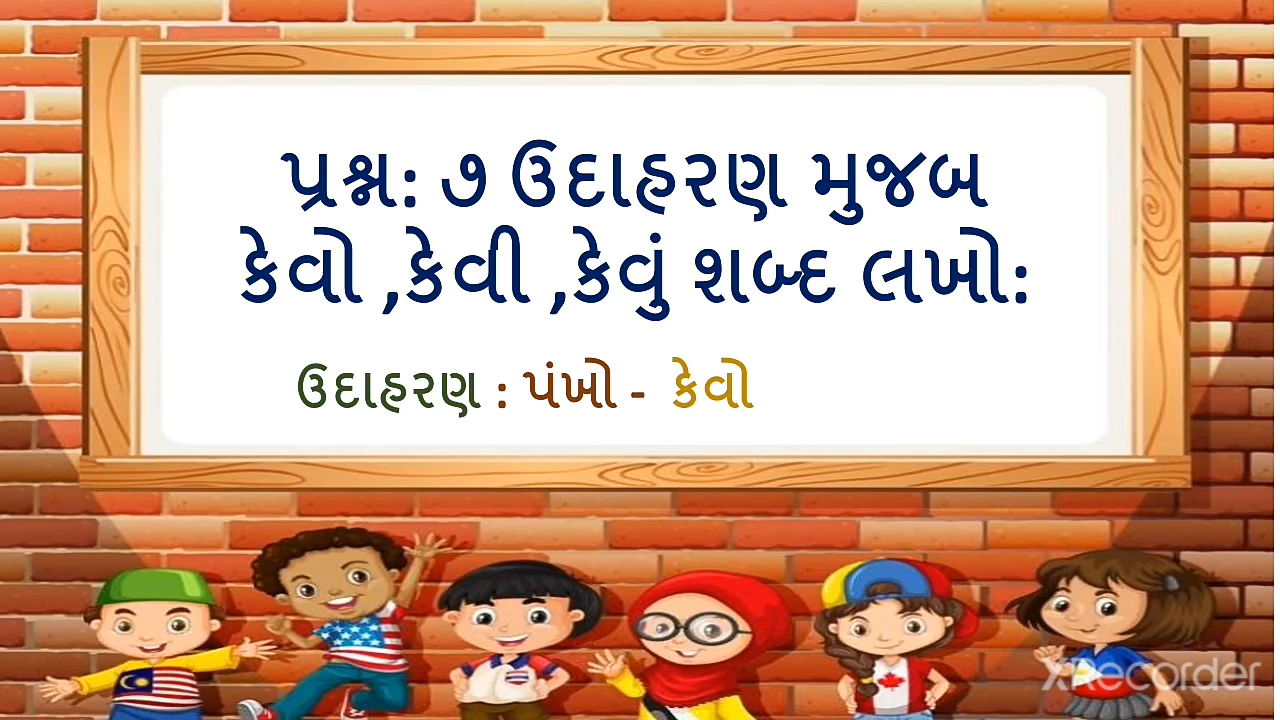 પ્રશ્ન: ૭ ઉદાહરણ મુજબ
કેવો ,કેવી ,કેવું શબ્દ લખો:
ઉદાહરણ : પંખો - કેવો
XRecorder